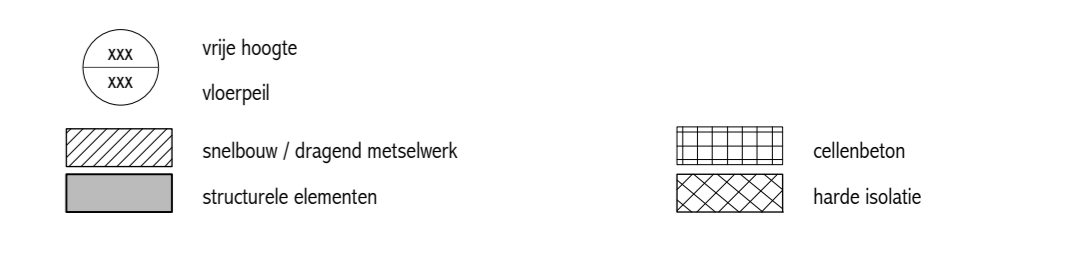 xxx
vrije hoogte
xxx
vloerpeil
snelbouw / dragend metselwerk
cellenbeton
structurele elementen
harde isolatie